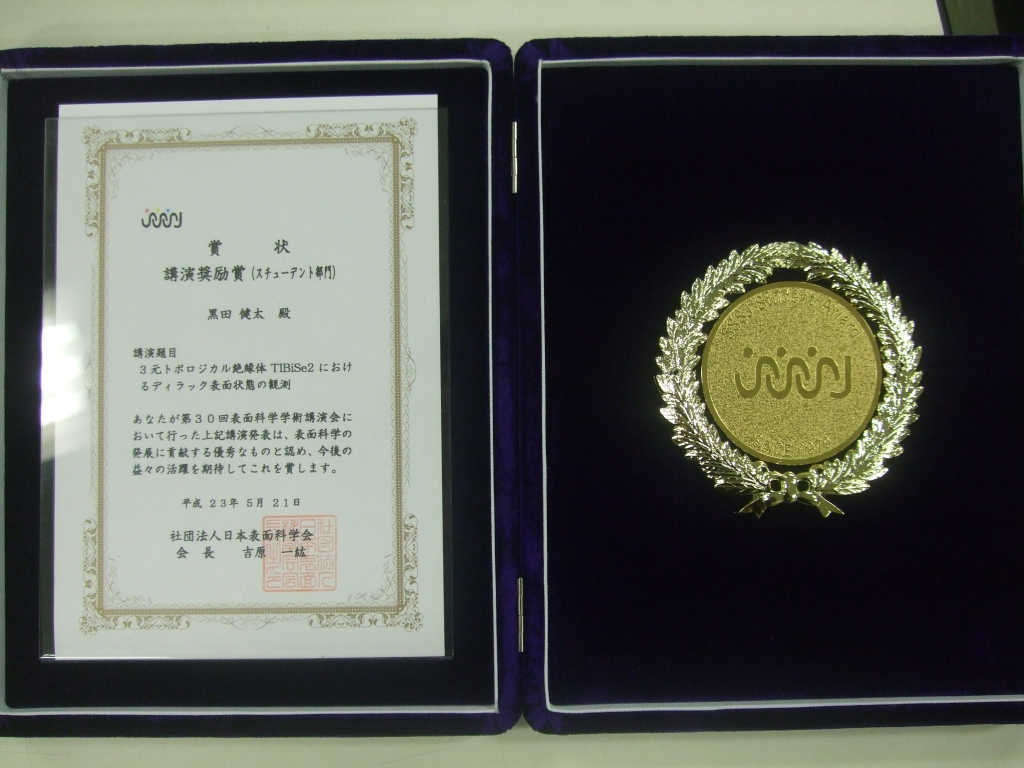 賞 状
講演奨励賞(スチューデント部門)
黒田 健太 殿
講演題目
3元トポロジカル絶縁体 TlBiSe2 におけ
るディラック表面状態の観測
あなたが第30回表面科学学術講演会に
おいて行った上記講演発表は、表面科学の
発展に貢献する優秀なものと認め、今後の
益々の活躍を期待してこれを賞します。
平成 23年 5月 21日
社団法人日本表面科学会
会 長 吉原 一紘